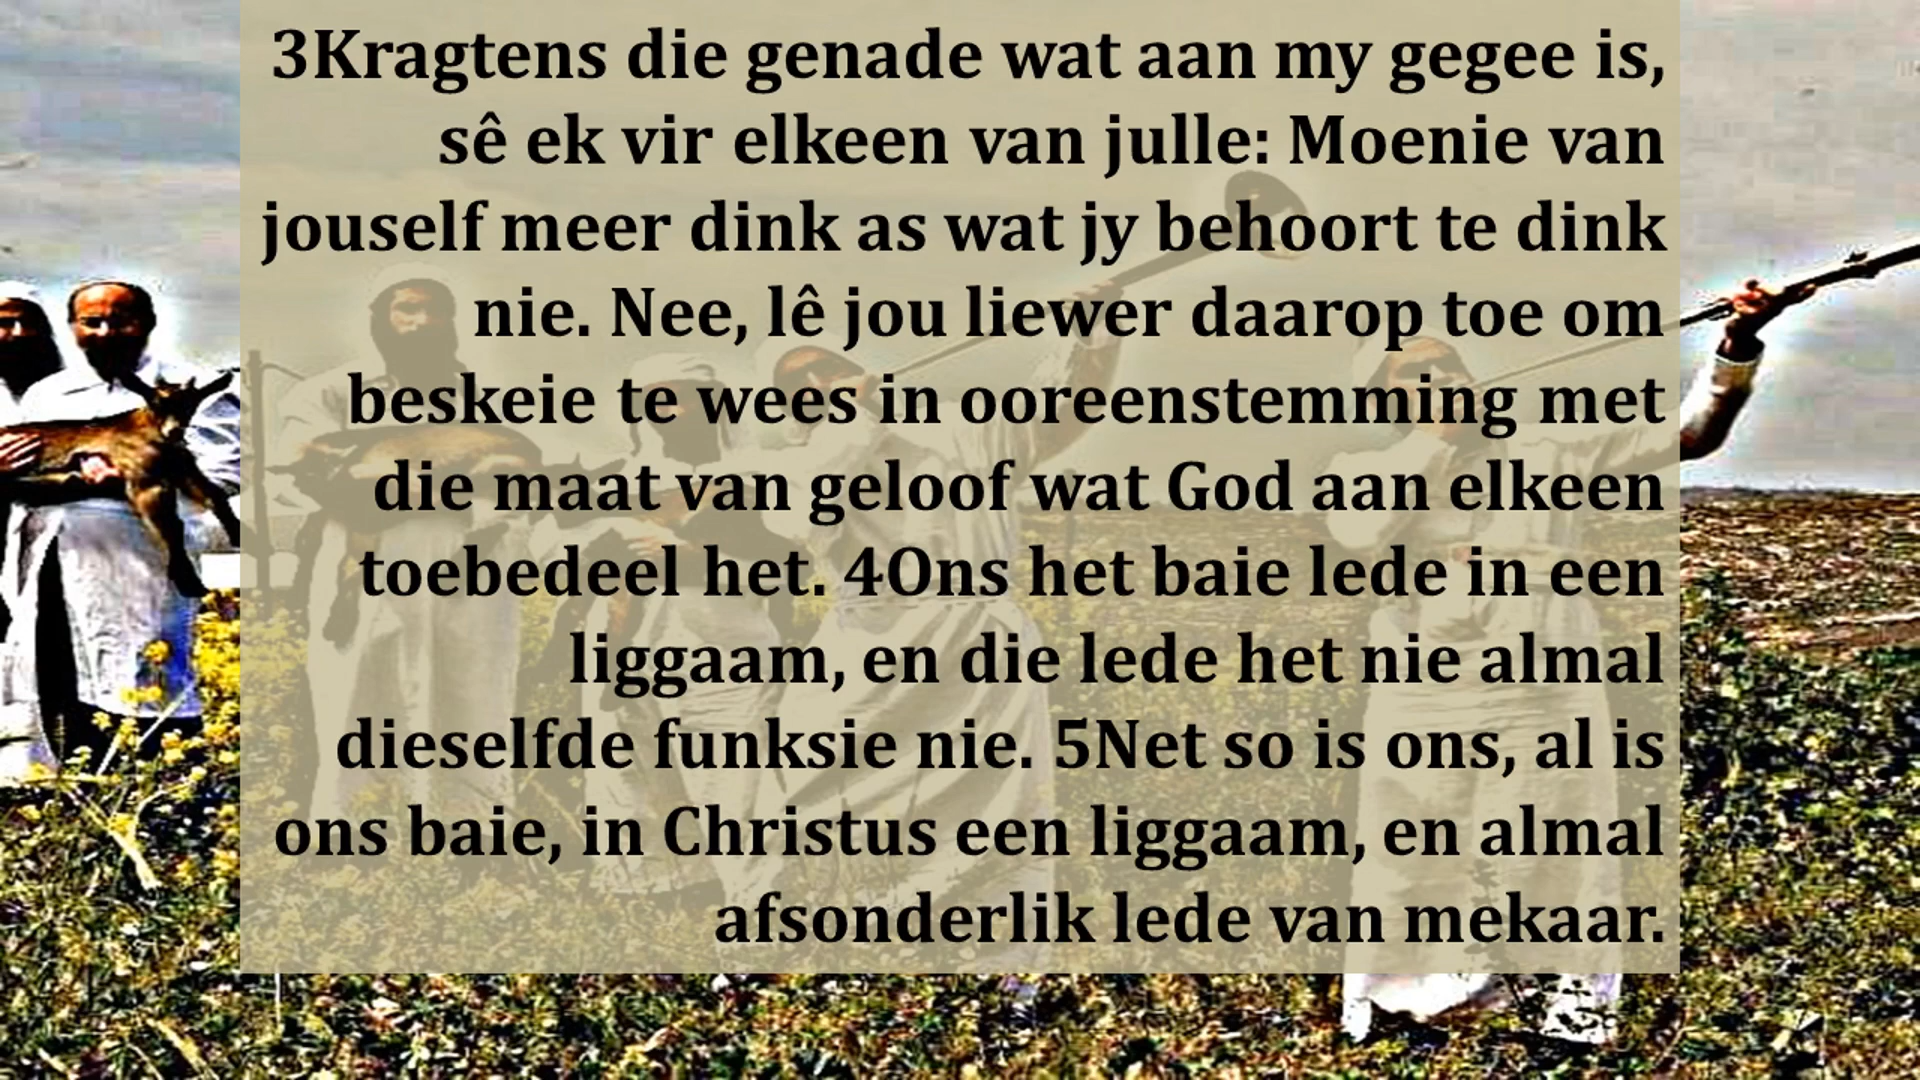 3Kragtens die genade wat aan my gegee is,
sê ek vir elkeen van julle: Moenie van
jouself meer dink as wat jy behoort te dink
nie. Nee, lê jou liewer daarop toe om
beskeie te wees in ooreenstemming met
die maat van geloof wat God aan elkeen
toebedeel het. 4Ons het baie lede in een
liggaam, en die lede het nie almal
dieselfde funksie nie. 5Net so is ons, al is
ons baie, in Christus een liggaam, en almal
afsonderlik lede van mekaar.